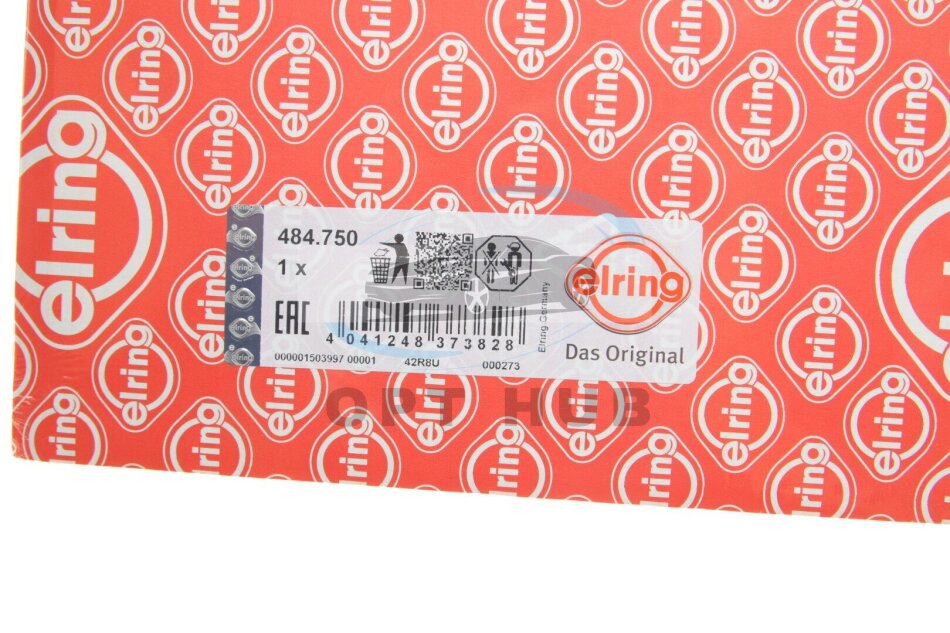 484.750
1 x
EAC
4 041248 373828
000001503997 00001 42R8U 000273
Elring Germany
elring
Das Original
OPT HUB
elring